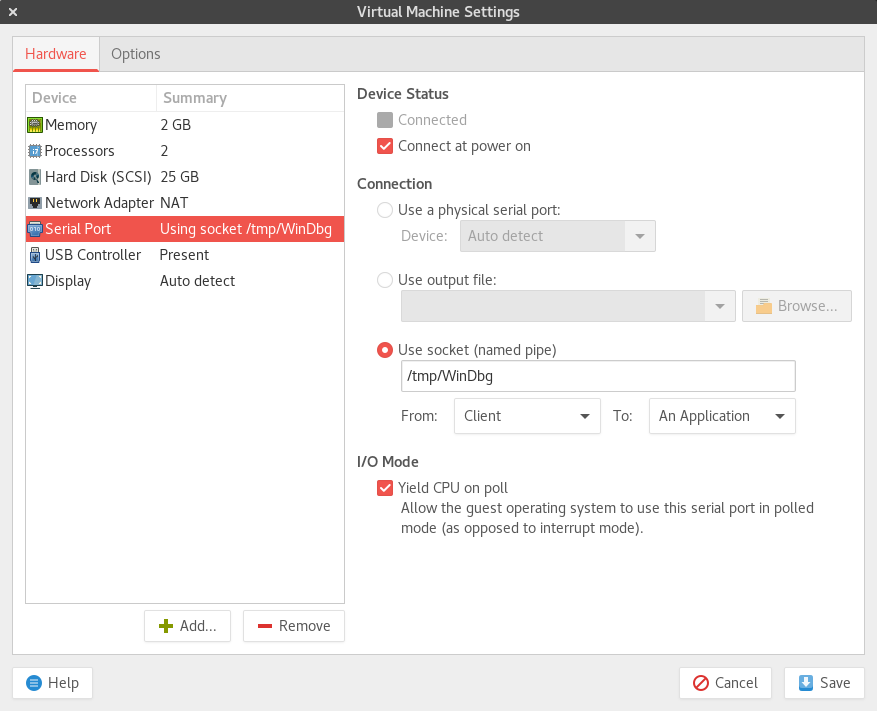 Virtual Machine Settings
Hardware Options
Device Summary
Memory 2 GB
Processors 2
Hard Disk (SCSI) 25 GB
Network Adapter NAT
Serial Port Using socket /tmp/WinDbg
USB Controller Present
Display Auto detect
Add...
Remove
Device Status
Connected
Connect at power on
Connection
Use a physical serial port:
Device: Auto detect
Use output file:
Browse...
Use socket (named pipe)
/tmp/WinDbg
From: Client To: An Application
I/O Mode
Yield CPU on poll
Allow the guest operating system to use this serial port in polled
mode (as opposed to interrupt mode).
Help
Cancel
Save